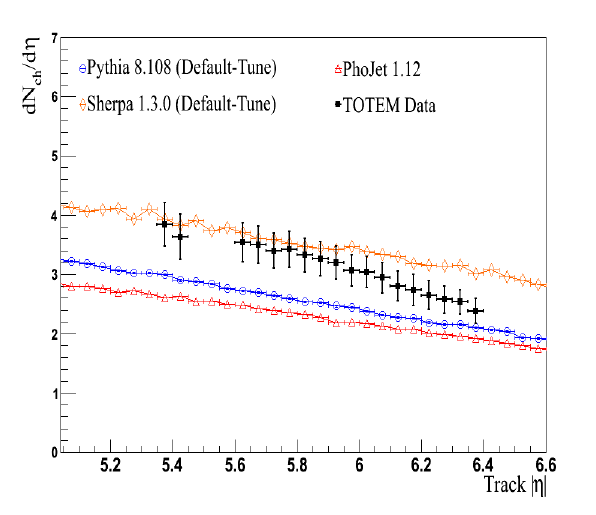 dN_ch/dη
7
6
5
4
3
2
1
0
Pythia 8.108 (Default-Tune)
PhoJet 1.12
Sherpa 1.3.0 (Default-Tune)
TOTEM Data
5.2 5.4 5.6 5.8 6 6.2 6.4 6.6
Track |η|